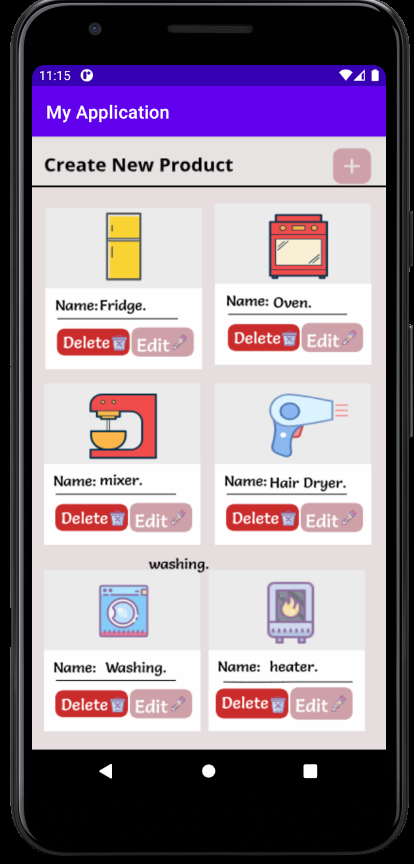 11:15
My Application
Create New Product
Name: Fridge.
Delete Edit
Name: Oven.
Delete Edit
Name: mixer.
Delete Edit
Name: Hair Dryer.
Delete Edit
washing.
Name: Washing.
Delete Edit
Name: heater.
Delete Edit